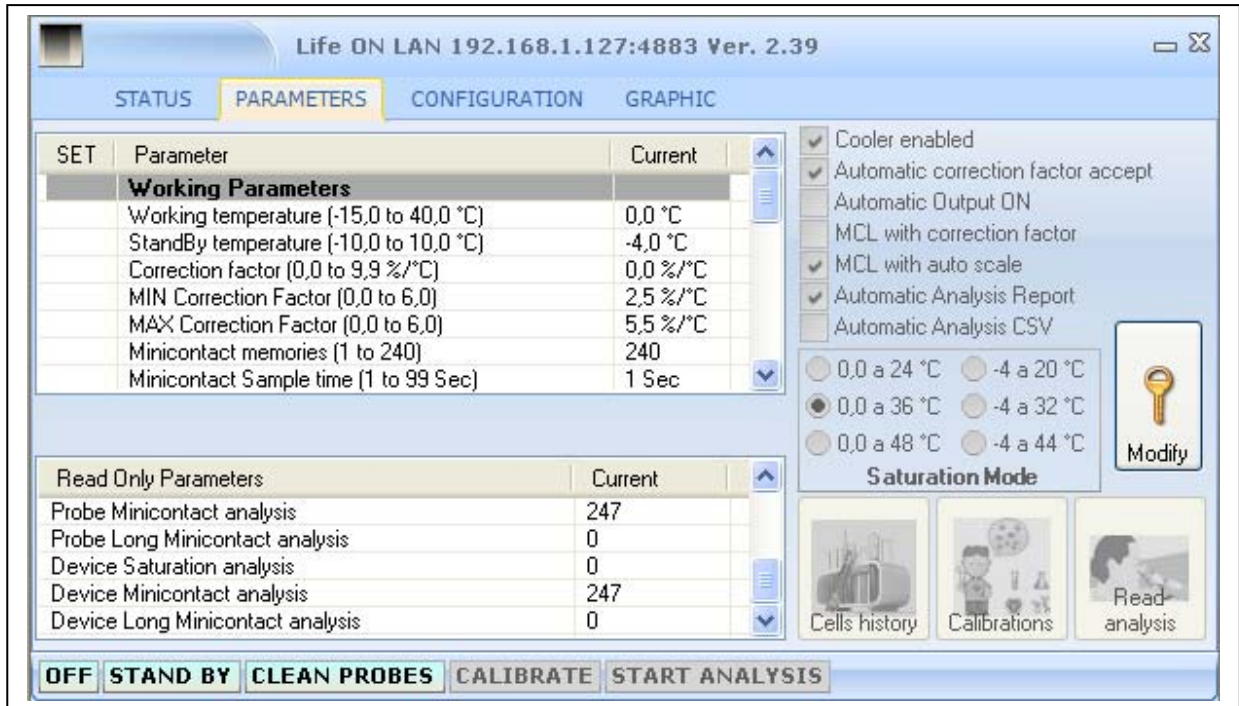 Life ON LAN 192.168.1.127:4883 Ver. 2.39
STATUS PARAMETERS CONFIGURATION GRAPHIC
SET Parameter Current
Working Parameters
Working temperature (-15,0 to 40,0 °C) 0,0 °C
StandBy temperature (-10,0 to 10,0 °C) -4,0 °C
Correction factor (0,0 to 9,9 %/°C) 0,0 %/°C
MIN Correction Factor (0,0 to 6,0) 2,5 %/°C
MAX Correction Factor (0,0 to 6,0) 5,5 %/°C
Minicontact memories (1 to 240) 240
Minicontact Sample time (1 to 99 Sec) 1 Sec
Cooler enabled
Automatic correction factor accept
Automatic Output ON
MCL with correction factor
MCL with auto scale
Automatic Analysis Report
Automatic Analysis CSV
0,0 a 24 °C -4 a 20 °C
0,0 a 36 °C -4 a 32 °C
0,0 a 48 °C -4 a 44 °C
Saturation Mode
Modify
Read Only Parameters Current
Probe Minicontact analysis 247
Probe Long Minicontact analysis 0
Device Saturation analysis 0
Device Minicontact analysis 247
Device Long Minicontact analysis 0
Cells history
Calibrations
Read analysis
OFF STAND BY CLEAN PROBES CALIBRATE START ANALYSIS